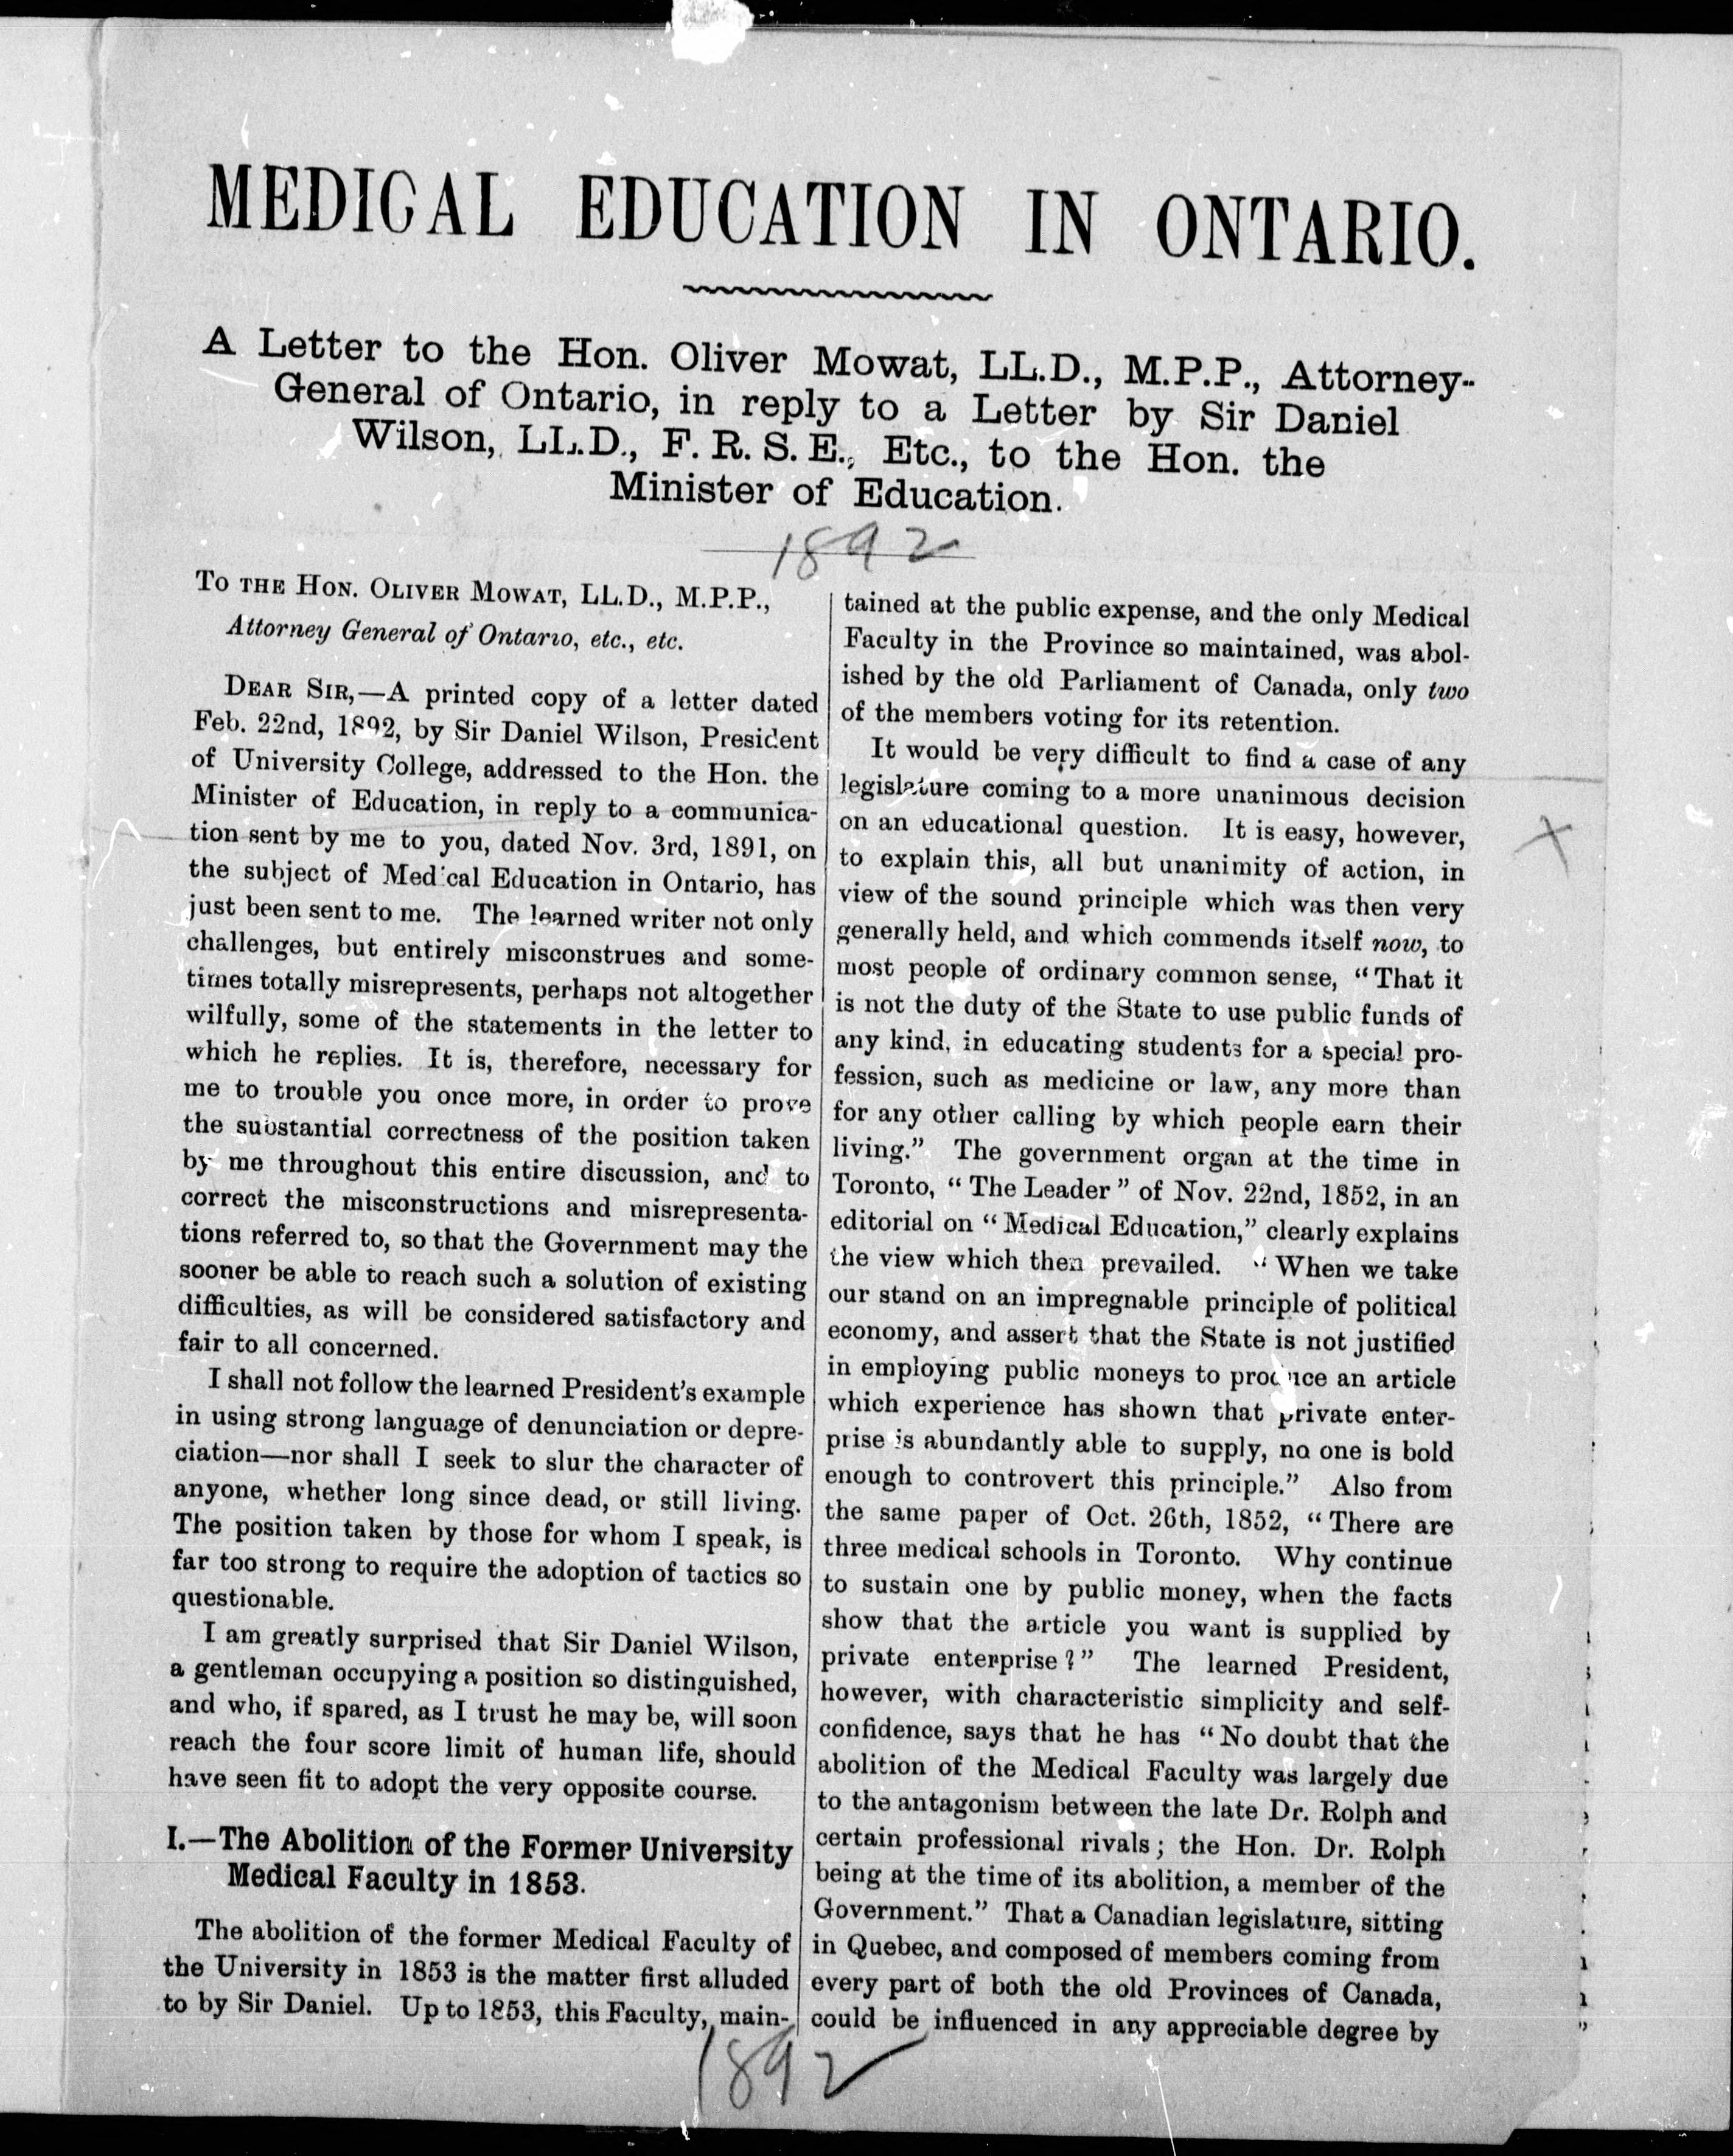 MEDICAL EDUCATION IN ONTARIO.
A Letter to the Hon. Oliver Mowat, LL.D., M.P.P., Attorney-
General of Ontario, in reply to a Letter by Sir Daniel
Wilson, LL.D., F. R. S. E., Etc., to the Hon. the
Minister of Education.
1892
To the Hon. Oliver Mowat, LL.D., M.P.P.,
Attorney General of Ontario, etc., etc.
Dear Sir,—A printed copy of a letter dated
Feb. 22nd, 1892, by Sir Daniel Wilson, President
of University College, addressed to the Hon. the
Minister of Education, in reply to a communica-
tion sent by me to you, dated Nov. 3rd, 1891, on
the subject of Medical Education in Ontario, has
just been sent to me. The learned writer not only
challenges, but entirely misconstrues and some-
times totally misrepresents, perhaps not altogether
wilfully, some of the statements in the letter to
which he replies. It is, therefore, necessary for
me to trouble you once more, in order to prove
the substantial correctness of the position taken
by me throughout this entire discussion, and to
correct the misconstructions and misrepresenta-
tions referred to, so that the Government may the
sooner be able to reach such a solution of existing
difficulties, as will be considered satisfactory and
fair to all concerned.
I shall not follow the learned President's example
in using strong language of denunciation or depre-
ciation—nor shall I seek to slur the character of
anyone, whether long since dead, or still living.
The position taken by those for whom I speak, is
far too strong to require the adoption of tactics so
questionable.
I am greatly surprised that Sir Daniel Wilson,
a gentleman occupying a position so distinguished,
and who, if spared, as I trust he may be, will soon
reach the four score limit of human life, should
have seen fit to adopt the very opposite course.
I.—The Abolition of the Former University
Medical Faculty in 1853.
The abolition of the former Medical Faculty of
the University in 1853 is the matter first alluded
to by Sir Daniel. Up to 1853, this Faculty, main-
tained at the public expense, and the only Medical
Faculty in the Province so maintained, was abol-
ished by the old Parliament of Canada, only two
of the members voting for its retention.
It would be very difficult to find a case of any
legislature coming to a more unanimous decision
on an educational question. It is easy, however,
to explain this, all but unanimity of action, in
view of the sound principle which was then very
generally held, and which commends itself now, to
most people of ordinary common sense, "That it
is not the duty of the State to use public funds of
any kind, in educating students for a special pro-
fession, such as medicine or law, any more than
for any other calling by which people earn their
living." The government organ at the time in
Toronto, "The Leader" of Nov. 22nd, 1852, in an
editorial on "Medical Education," clearly explains
the view which then prevailed. "When we take
our stand on an impregnable principle of political
economy, and assert that the State is not justified
in employing public moneys to produce an article
which experience has shown that private enter-
prise is abundantly able to supply, no one is bold
enough to controvert this principle." Also from
the same paper of Oct. 26th, 1852, "There are
three medical schools in Toronto. Why continue
to sustain one by public money, when the facts
show that the article you want is supplied by
private enterprise?" The learned President,
however, with characteristic simplicity and self-
confidence, says that he has "No doubt that the
abolition of the Medical Faculty was largely due
to the antagonism between the late Dr. Rolph and
certain professional rivals; the Hon. Dr. Rolph
being at the time of its abolition, a member of the
Government." That a Canadian legislature, sitting
in Quebec, and composed of members coming from
every part of both the old Provinces of Canada,
could be influenced in any appreciable degree by
1892